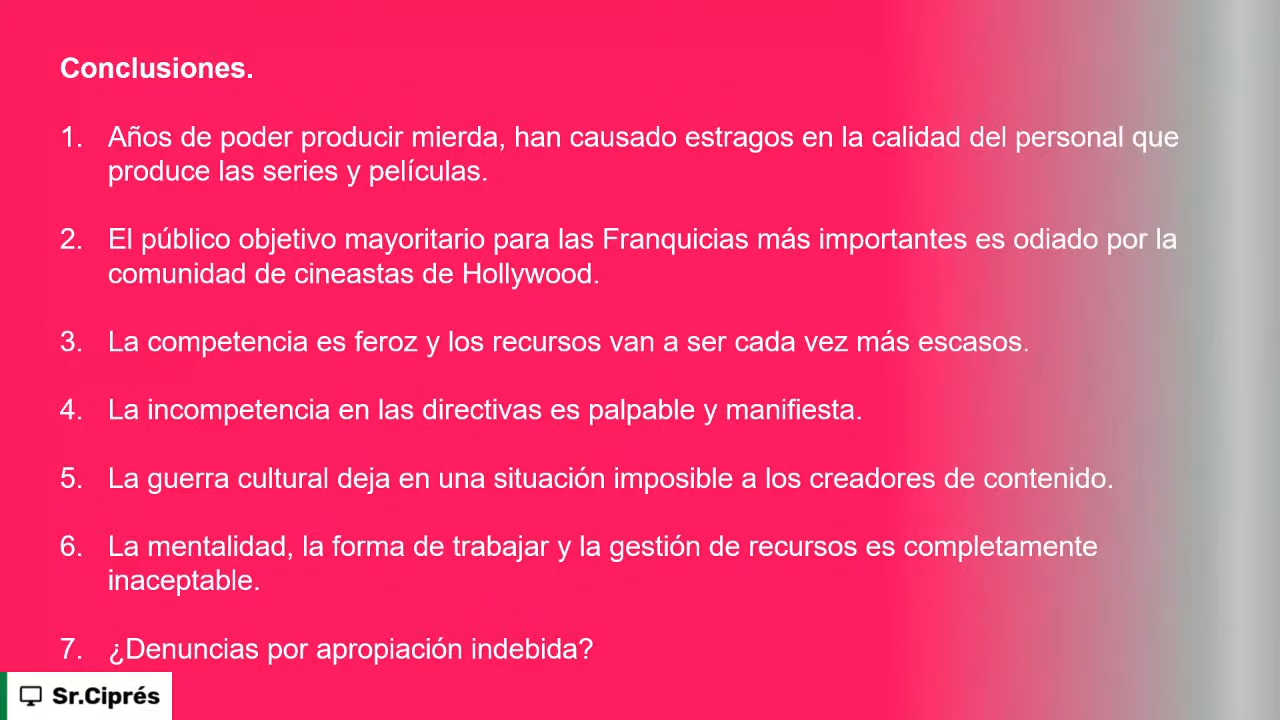 Conclusiones.
1. Años de poder producir mierda, han causado estragos en la calidad del personal que
produce las series y películas.
2. El público objetivo mayoritario para las Franquicias más importantes es odiado por la
comunidad de cineastas de Hollywood.
3. La competencia es feroz y los recursos van a ser cada vez más escasos.
4. La incompetencia en las directivas es palpable y manifiesta.
5. La guerra cultural deja en una situación imposible a los creadores de contenido.
6. La mentalidad, la forma de trabajar y la gestión de recursos es completamente
inaceptable.
7. ¿Denuncias por apropiación indebida?
Sr.Ciprés